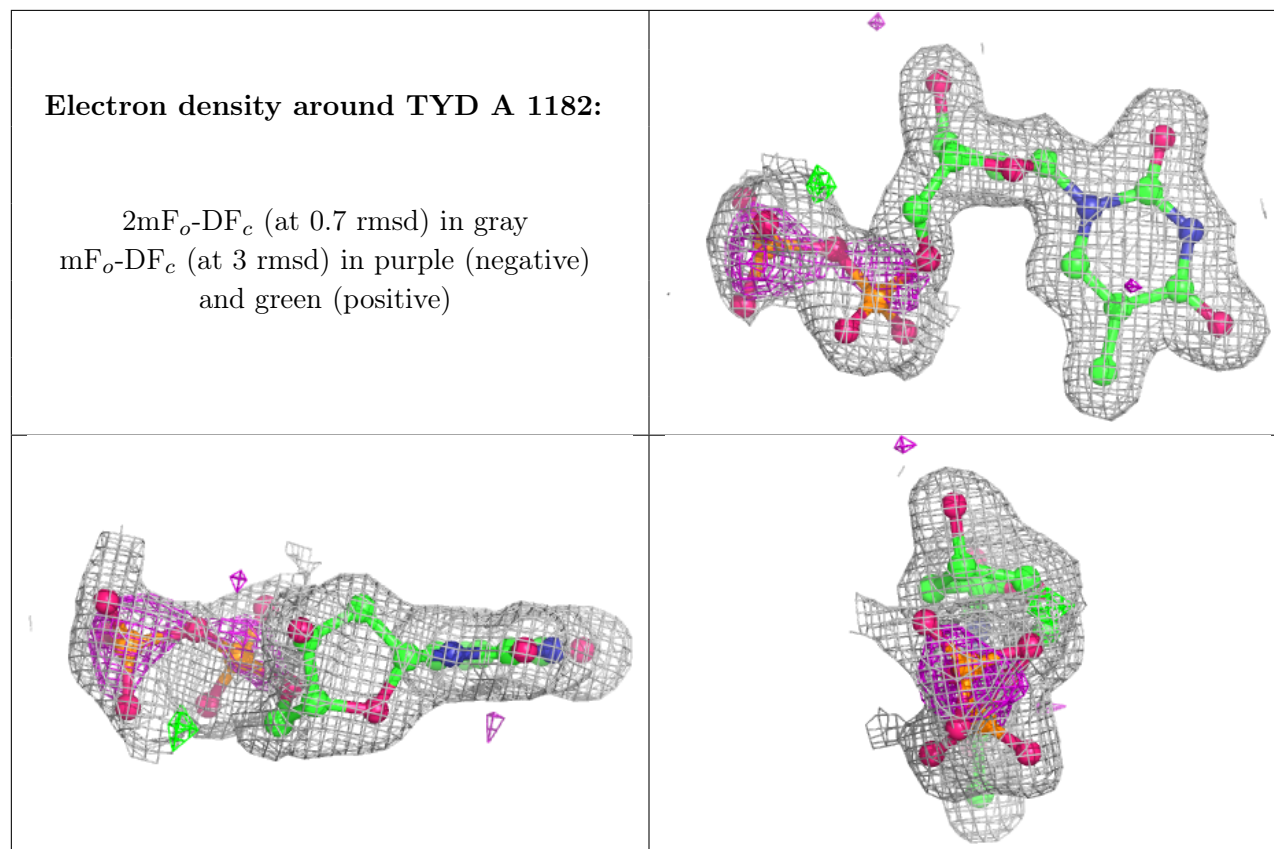 Electron density around TYD A 1182:
2mFo-DFc (at 0.7 rmsd) in gray
mFo-DFc (at 3 rmsd) in purple (negative)
and green (positive)